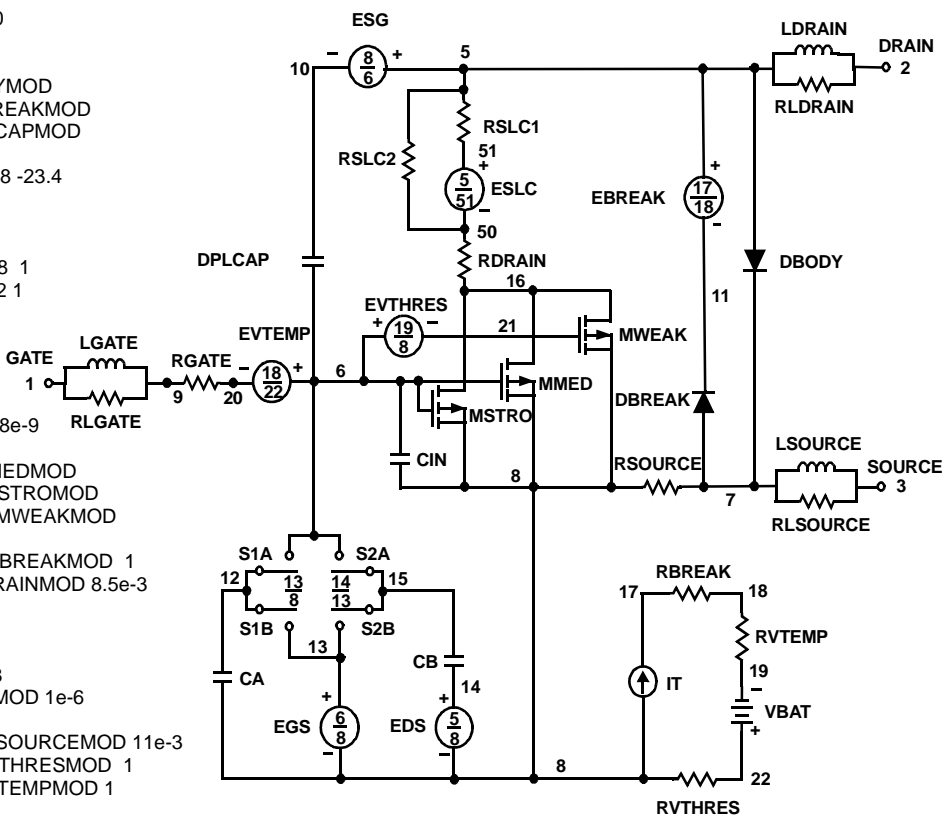 0
YMOD
REAKMOD
CAPMOD
8 -23.4
8 1
2 1
8e-9
IEDMOD
STROMOD
MWEAKMOD
BREAKMOD 1
RAINMOD 8.5e-3
MOD 1e-6
SOURCEMOD 11e-3
THRESMOD 1
TEMPMOD 1
ESG
LDRAIN
DRAIN
10
−
8
6
+
5
2
RLDRAIN
RSLC1
RSLC2
51
+
5
51
ESLC
−
+
17
18
EBREAK
−
50
DPLCAP
RDRAIN
DBODY
16
11
EVTHRES
+
19
8
−
21
MWEAK
LGATE
EVTEMP
GATE
RGATE
−
18
22
+
6
MMED
1
9
20
RLGATE
MSTRO
DBREAK
CIN
RSOURCE
LSOURCE
SOURCE
8
7
3
RLSOURCE
S1A
S2A
12
13
8
14
13
15
RBREAK
17
18
S1B
S2B
13
RVTEMP
CA
CB
19
14
IT
−
VBAT
+
+
EGS
6
8
−
+
EDS
5
8
−
8
22
RVTHRES